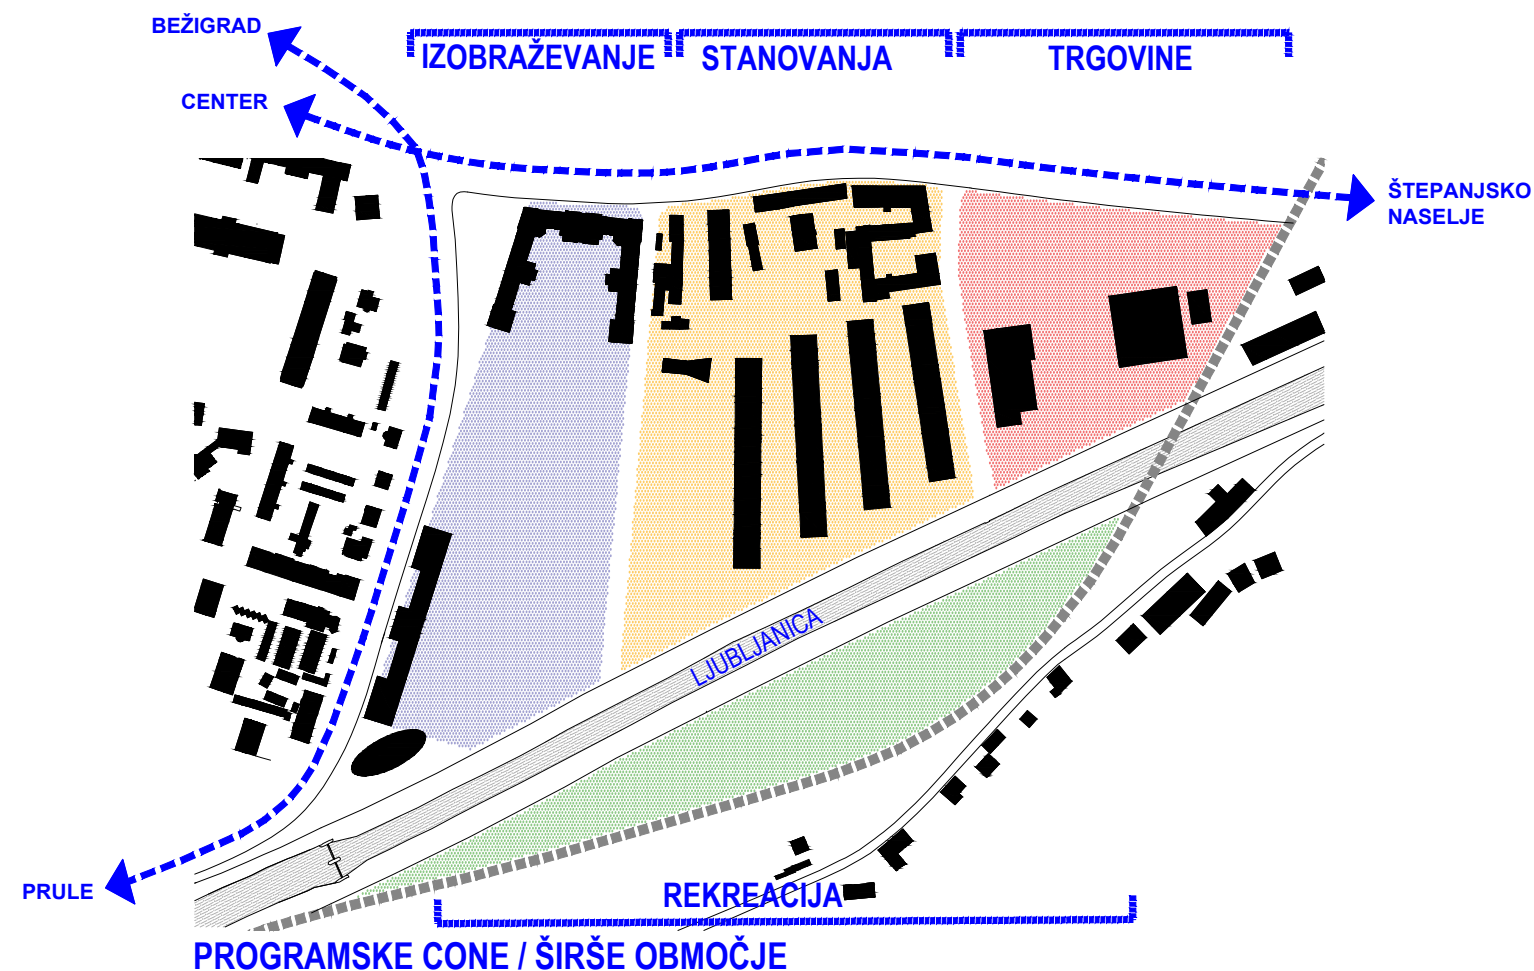 BEŽIGRAD
IZOBRAŽEVANJE
STANOVANJA
TRGOVINE
CENTER
ŠTEPANJSKO
NASELJE
LJUBLJANICA
PRULE
REKREACIJA
PROGRAMSKE CONE / ŠIRŠE OBMOČJE